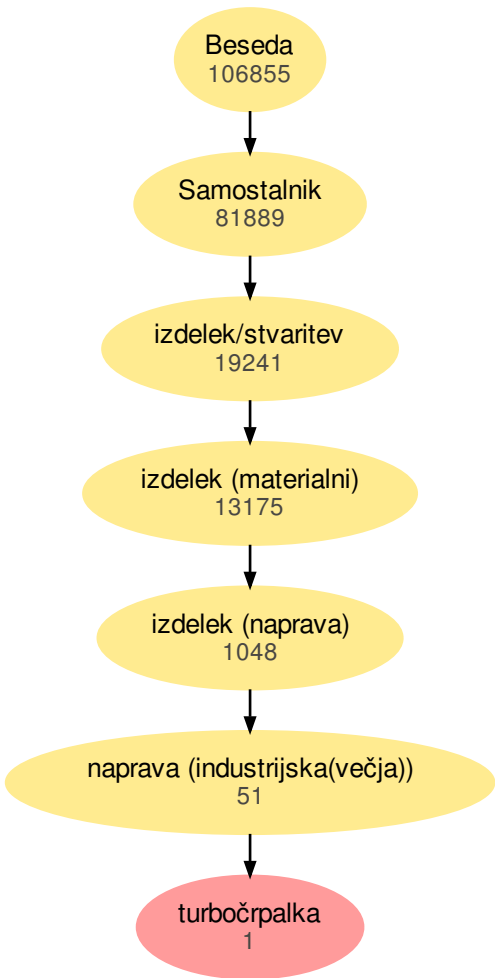 Beseda
106855
Samostalnik
81889
izdelek/stvaritev
19241
izdelek (materialni)
13175
izdelek (naprava)
1048
naprava (industrijska(večja))
51
turbočrpalka
1